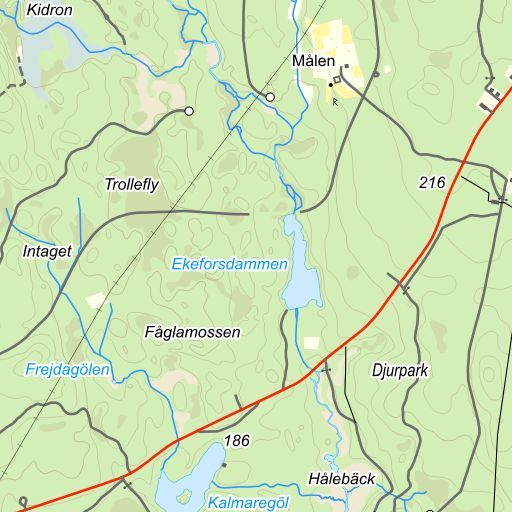 Kidron
Målen
Trollefly
216
Intaget
Ekeforsdammen
Fåglamossen
Frejdagölen
Djurpark
186
Hålebäck
Kalmaregöl